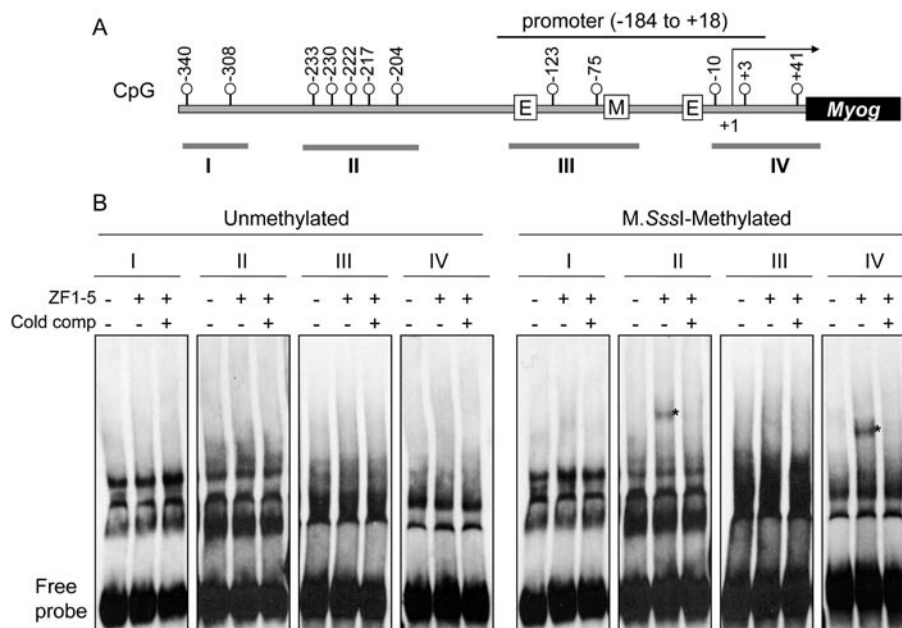 A
promoter (-184 to +18)
CpG
-340 -308 -233 -230 -222 -217 -204 -123 -75 -10 +3 +41
E M E +1 Myog
I II III IV
B
Unmethylated M.SssI-Methylated
I II III IV I II III IV
ZF1-5 - + + - + + - + + - + + - + + - + + - + + - + +
Cold comp - - + - - + - - + - - + - - + - - + - - + - - +
* *
Free
probe